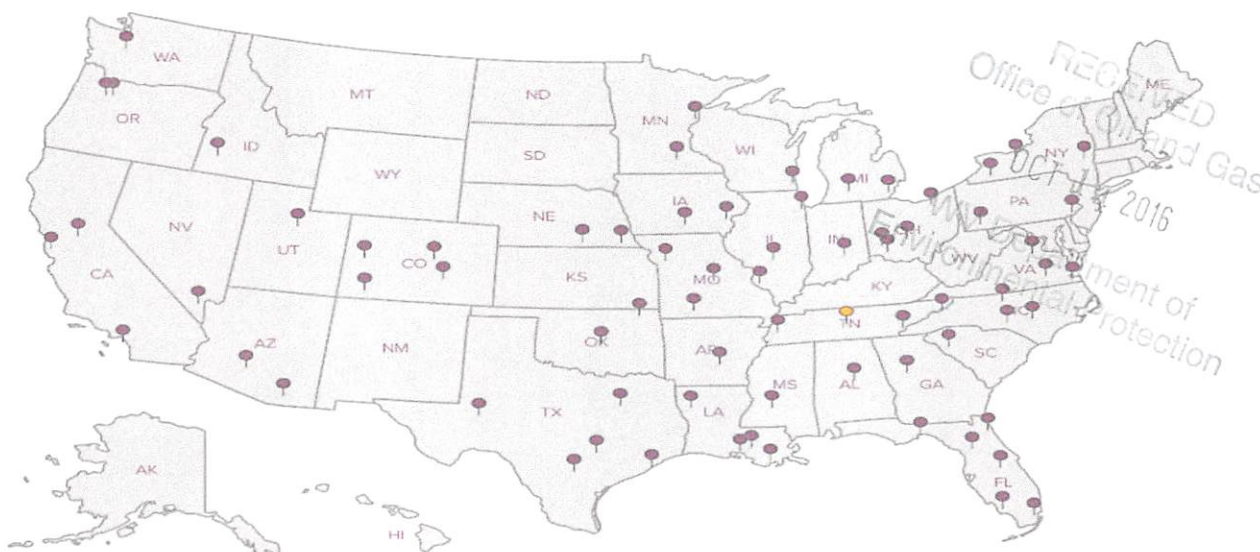 WA
MT
ND
MN
OR
ID
SD
WI
MI
NY
ME
WY
NE
IA
PA
NV
UT
CO
KS
MO
IL
IN
OH
WV
VA
KY
CA
AZ
NM
OK
AR
TN
NC
SC
TX
LA
MS
AL
GA
FL
AK
HI
RECEIVED
Office of Oil and Gas
OCT 2016
WV Department of
Environmental Protection